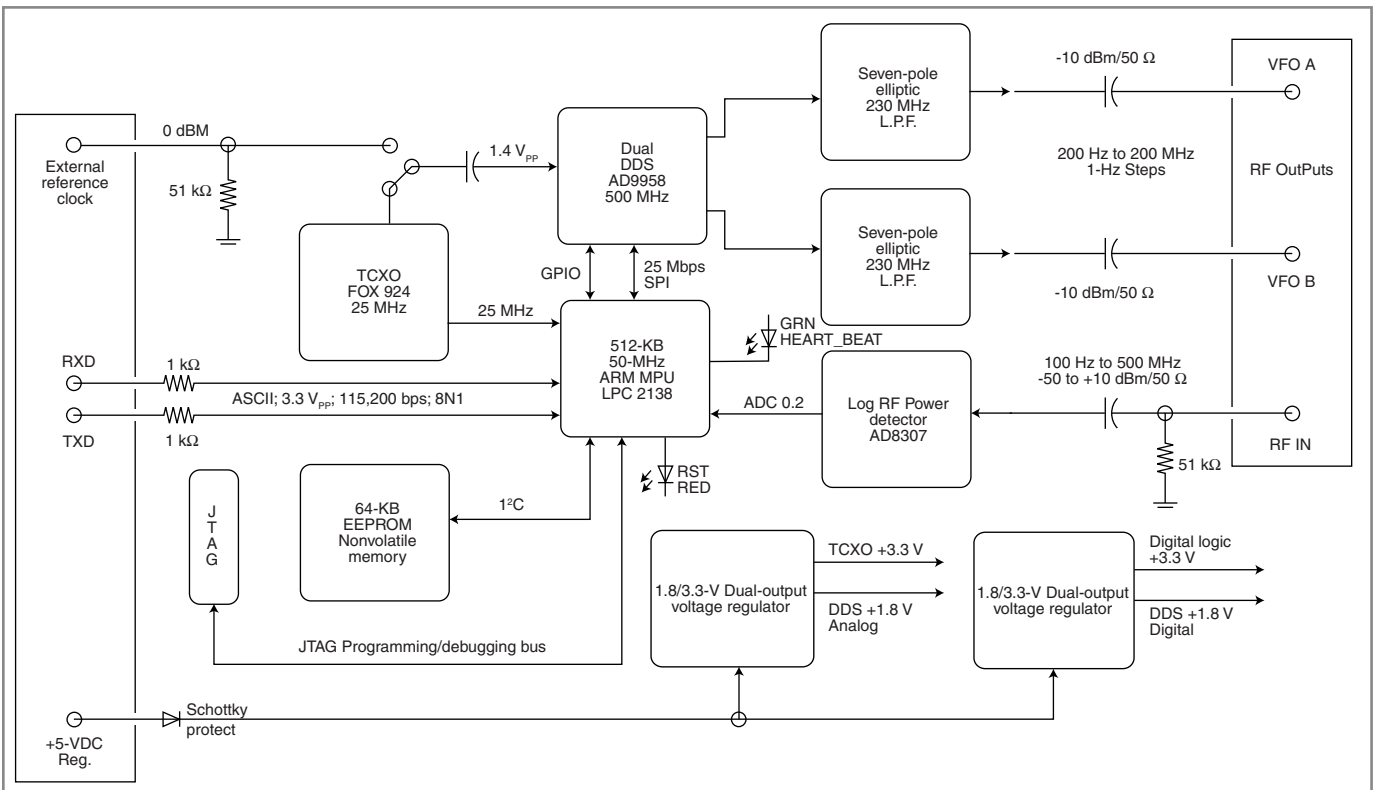 0 dBM
External
reference
clock
51 kΩ
1.4 VPP
TCXO
FOX 924
25 MHz
25 MHz
Dual
DDS
AD9958
500 MHz
GPIO
25 Mbps
SPI
Seven-pole
elliptic
230 MHz
L.P.F.
-10 dBm/50 Ω
VFO A
200 Hz to 200 MHz
1-Hz Steps
RF OutPuts
Seven-pole
elliptic
230 MHz
L.P.F.
-10 dBm/50 Ω
VFO B
RXD
1 kΩ
ASCII; 3.3 VPP; 115,200 bps; 8N1
TXD
1 kΩ
512-KB
50-MHz
ARM MPU
LPC 2138
GRN
HEART_BEAT
ADC 0.2
Log RF Power
detector
AD8307
100 Hz to 500 MHz
-50 to +10 dBm/50 Ω
RF IN
51 kΩ
RST
RED
J
T
A
G
64-KB
EEPROM
Nonvolatile
memory
1²C
JTAG Programming/debugging bus
1.8/3.3-V Dual-output
voltage regulator
TCXO +3.3 V
DDS +1.8 V
Analog
1.8/3.3-V Dual-output
voltage regulator
Digital logic
+3.3 V
DDS +1.8 V
Digital
Schottky
protect
+5-VDC
Reg.